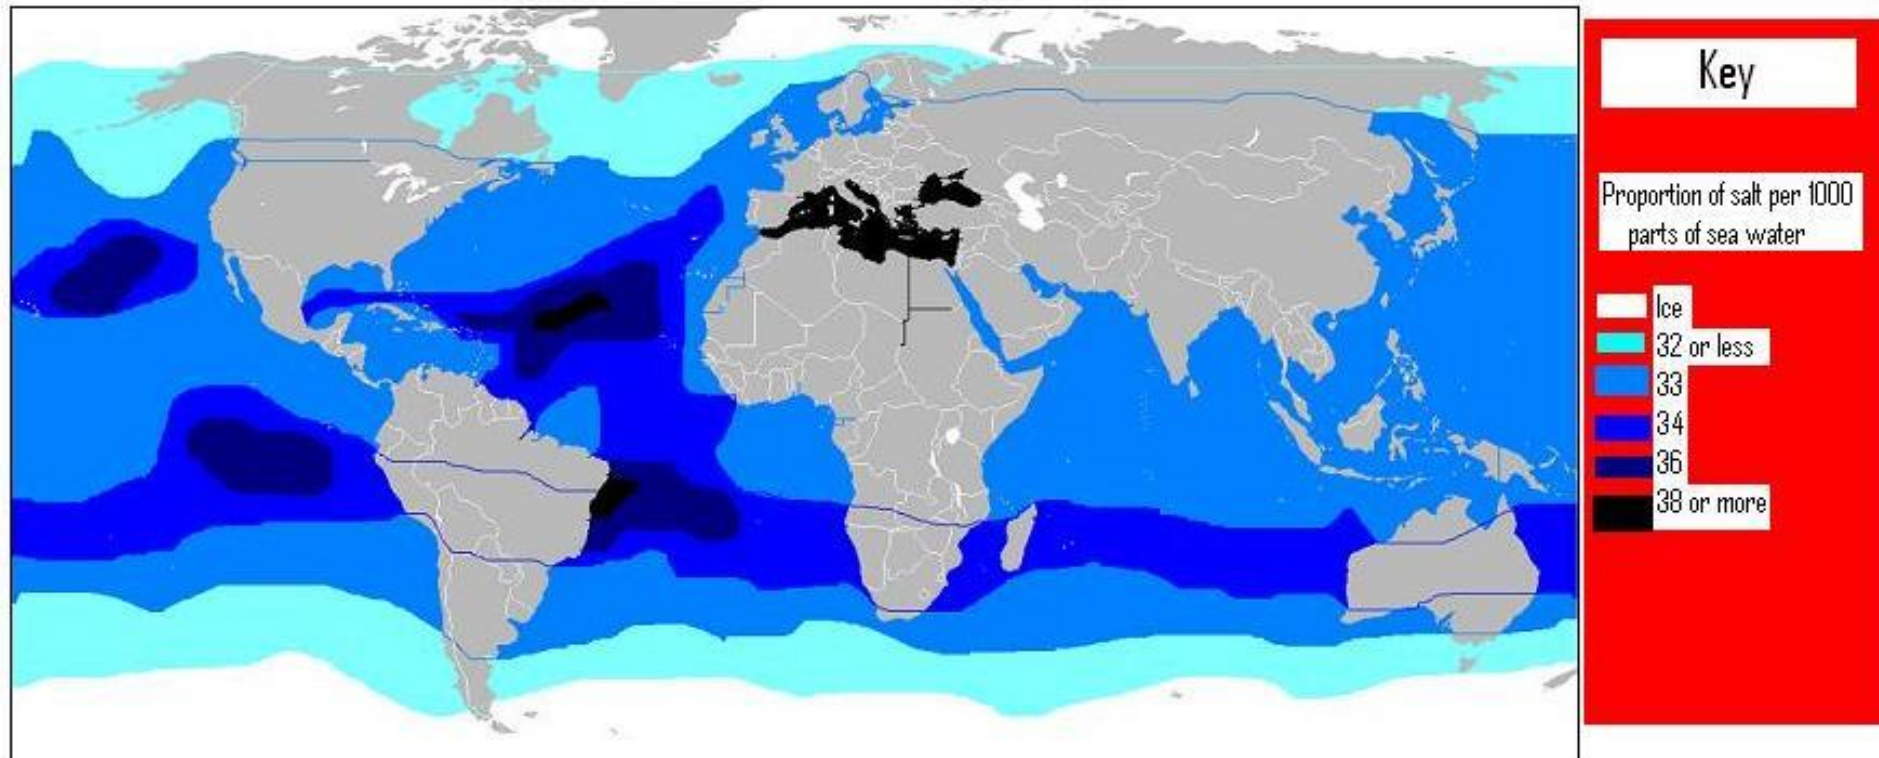 Key
Proportion of salt per 1000
parts of sea water
Ice
32 or less
33
34
36
38 or more